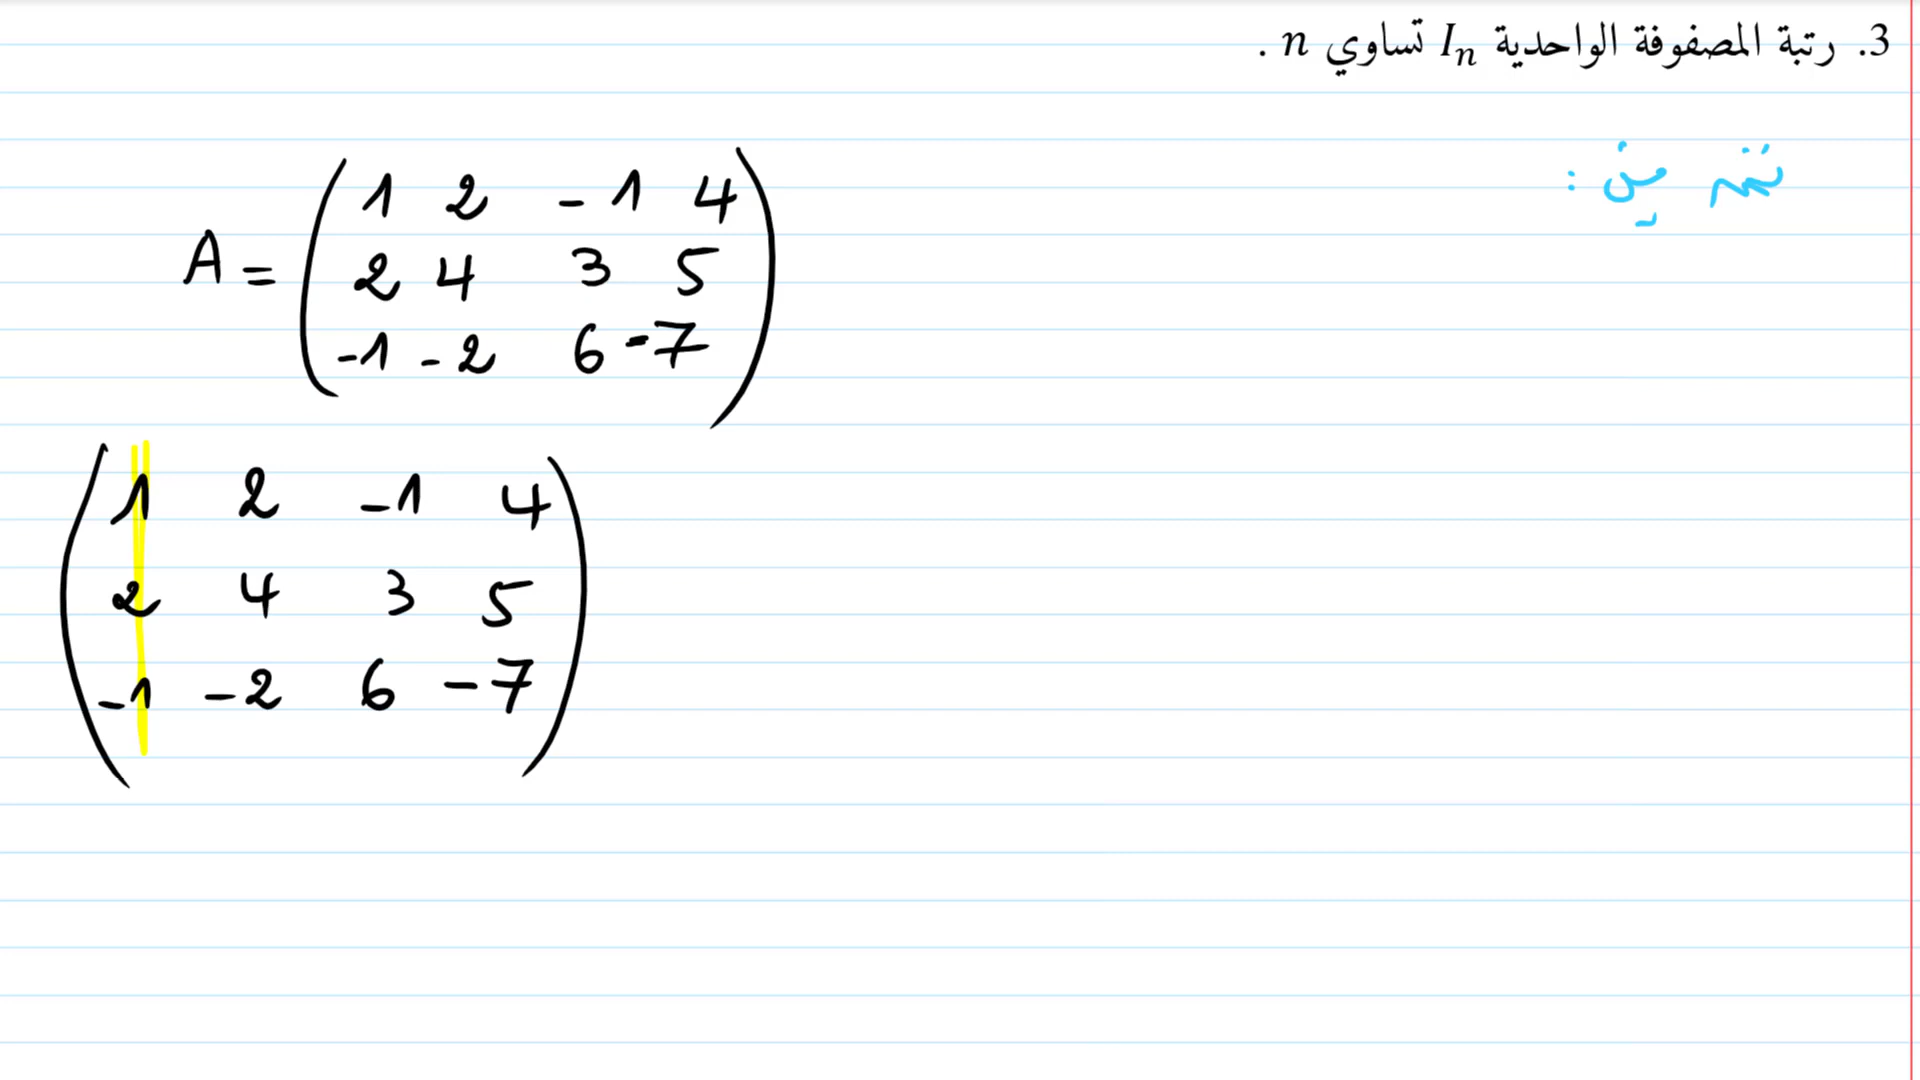 3. رتبة المصفوفة الواحدية Iₙ تساوي n .
تمرين :
1 2 -1 4
A = 2 4 3 5
-1 -2 6 -7
1 2 -1 4
2 4 3 5
-1 -2 6 -7